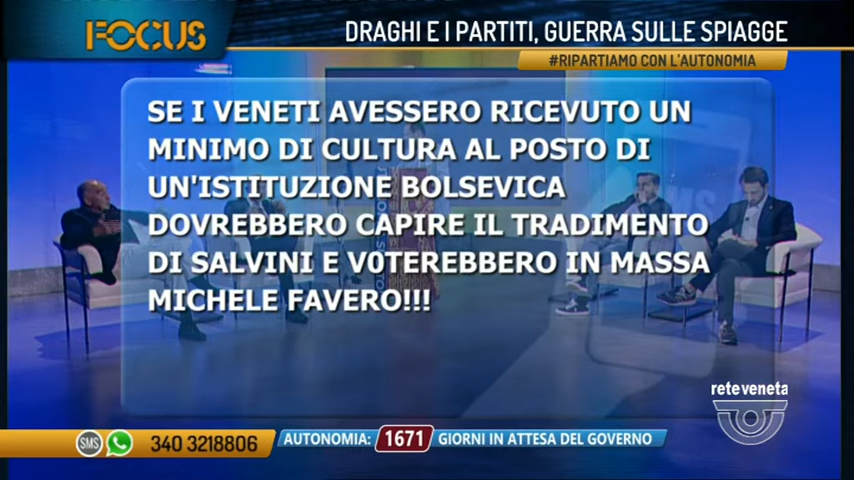 FOCUS
DRAGHI E I PARTITI, GUERRA SULLE SPIAGGE
#RIPARTIAMO CON L'AUTONOMIA
SE I VENETI AVESSERO RICEVUTO UN
MINIMO DI CULTURA AL POSTO DI
UN'ISTITUZIONE BOLSEVICA
DOVREBBERO CAPIRE IL TRADIMENTO
DI SALVINI E V0TEREBBERO IN MASSA
MICHELE FAVERO!!!
SMS
reteveneta
SMS 340 3218806
AUTONOMIA: 1671 GIORNI IN ATTESA DEL GOVERNO